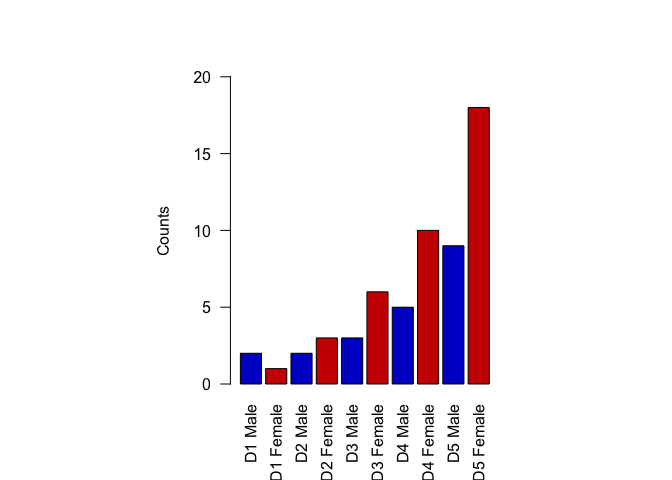 20
15
10
5
0
Counts
D1 Male
D1 Female
D2 Male
D2 Female
D3 Male
D3 Female
D4 Male
D4 Female
D5 Male
D5 Female